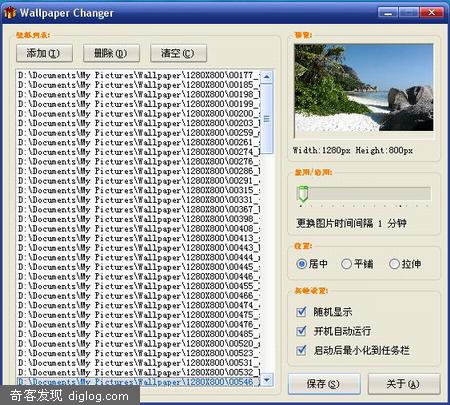 Wallpaper Changer
壁纸列表:
添加(I) 删除(D) 清空(C)
D:\Documents\My Pictures\Wallpaper\1280X800\00177_
D:\Documents\My Pictures\Wallpaper\1280X800\00185_
D:\Documents\My Pictures\Wallpaper\1280X800\00198_
D:\Documents\My Pictures\Wallpaper\1280X800\00199_
D:\Documents\My Pictures\Wallpaper\1280X800\00200_
D:\Documents\My Pictures\Wallpaper\1280X800\00203_
D:\Documents\My Pictures\Wallpaper\1280X800\00259_
D:\Documents\My Pictures\Wallpaper\1280X800\00261_
D:\Documents\My Pictures\Wallpaper\1280X800\00274_
D:\Documents\My Pictures\Wallpaper\1280X800\00276_
D:\Documents\My Pictures\Wallpaper\1280X800\00286_
D:\Documents\My Pictures\Wallpaper\1280X800\00291_
D:\Documents\My Pictures\Wallpaper\1280X800\00315_
D:\Documents\My Pictures\Wallpaper\1280X800\00331_
D:\Documents\My Pictures\Wallpaper\1280X800\00367_
D:\Documents\My Pictures\Wallpaper\1280X800\00398_
D:\Documents\My Pictures\Wallpaper\1280X800\00408_
D:\Documents\My Pictures\Wallpaper\1280X800\00413_
D:\Documents\My Pictures\Wallpaper\1280X800\00443_
D:\Documents\My Pictures\Wallpaper\1280X800\00444_
D:\Documents\My Pictures\Wallpaper\1280X800\00445_
D:\Documents\My Pictures\Wallpaper\1280X800\00446_
D:\Documents\My Pictures\Wallpaper\1280X800\00455_
D:\Documents\My Pictures\Wallpaper\1280X800\00466_
D:\Documents\My Pictures\Wallpaper\1280X800\00474_
D:\Documents\My Pictures\Wallpaper\1280X800\00475_
D:\Documents\My Pictures\Wallpaper\1280X800\00476_
D:\Documents\My Pictures\Wallpaper\1280X800\00485_
D:\Documents\My Pictures\Wallpaper\1280X800\00520_
D:\Documents\My Pictures\Wallpaper\1280X800\00523_
D:\Documents\My Pictures\Wallpaper\1280X800\00531_
D:\Documents\My Pictures\Wallpaper\1280X800\00532_
D:\Documents\My Pictures\Wallpaper\1280X800\00546_
预览:
Width:1280px Height:800px
禁用/启用:
更换图片时间间隔 1 分钟
位置:
居中 平铺 拉伸
其他设置:
随机显示
开机自动运行
启动后最小化到任务栏
保存(S) 关于(A)
奇客发现 diglog.com